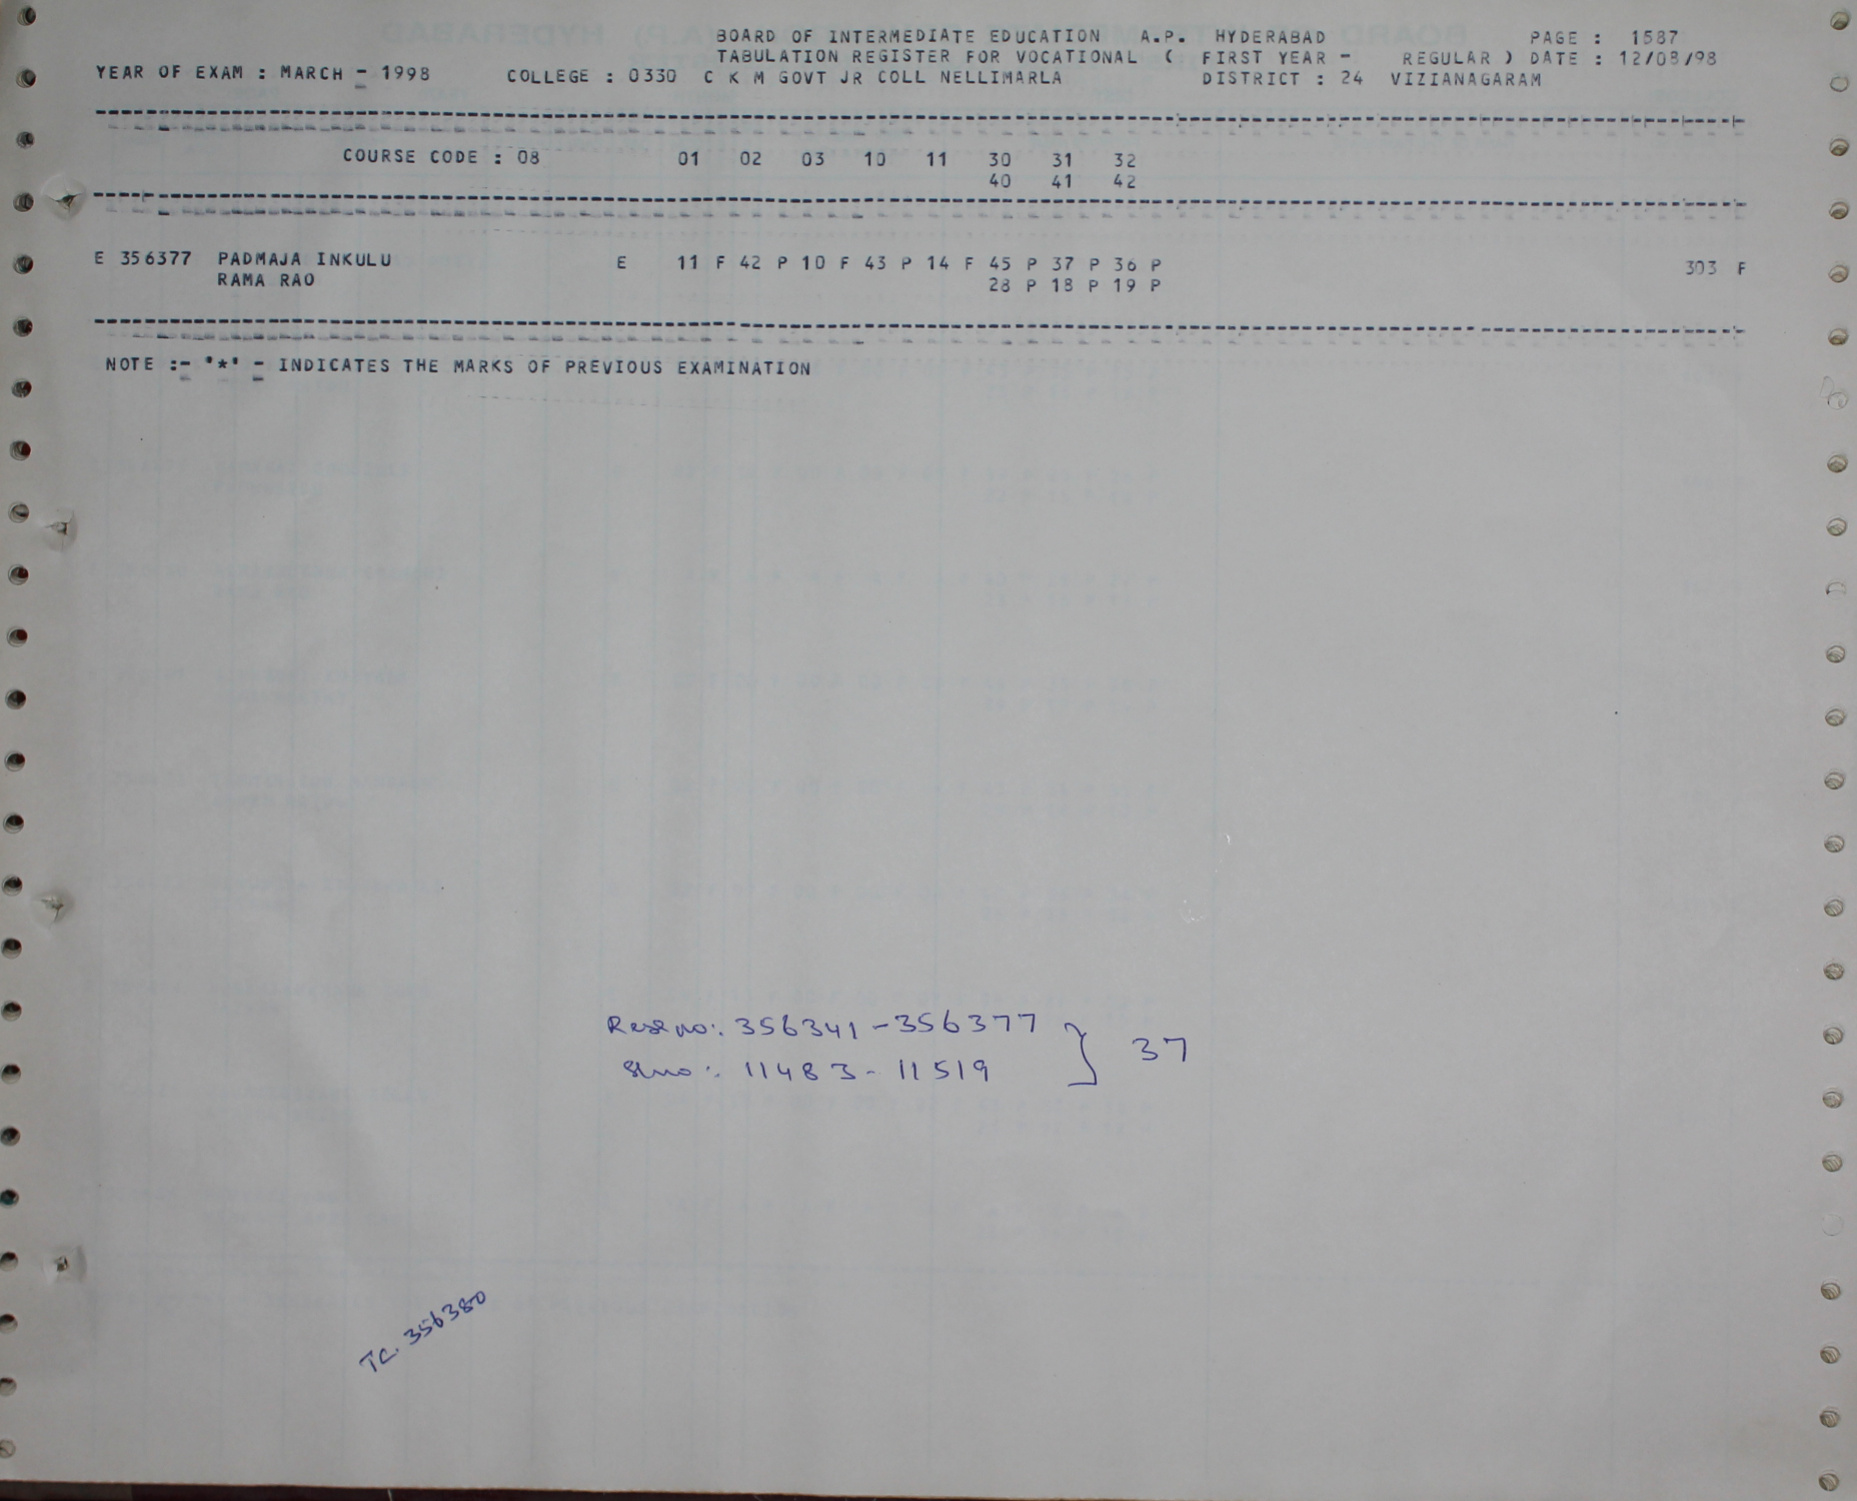 BOARD OF INTERMEDIATE EDUCATION A.P. HYDERABAD PAGE : 1587
TABULATION REGISTER FOR VOCATIONAL ( FIRST YEAR - REGULAR ) DATE : 12/08/98
YEAR OF EXAM : MARCH - 1998 COLLEGE : 0330 C K M GOVT JR COLL NELLIMARLA DISTRICT : 24 VIZIANAGARAM
COURSE CODE : 08 01 02 03 10 11 30 31 32
40 41 42
E 356377 PADMAJA INKULU E 11 F 42 P 10 F 43 P 14 F 45 P 37 P 36 P 303 F
RAMA RAO 28 P 18 P 19 P
NOTE :- '*' - INDICATES THE MARKS OF PREVIOUS EXAMINATION
no: 356341-356377 } 37
Slno: 11483-11519
TC. 356380